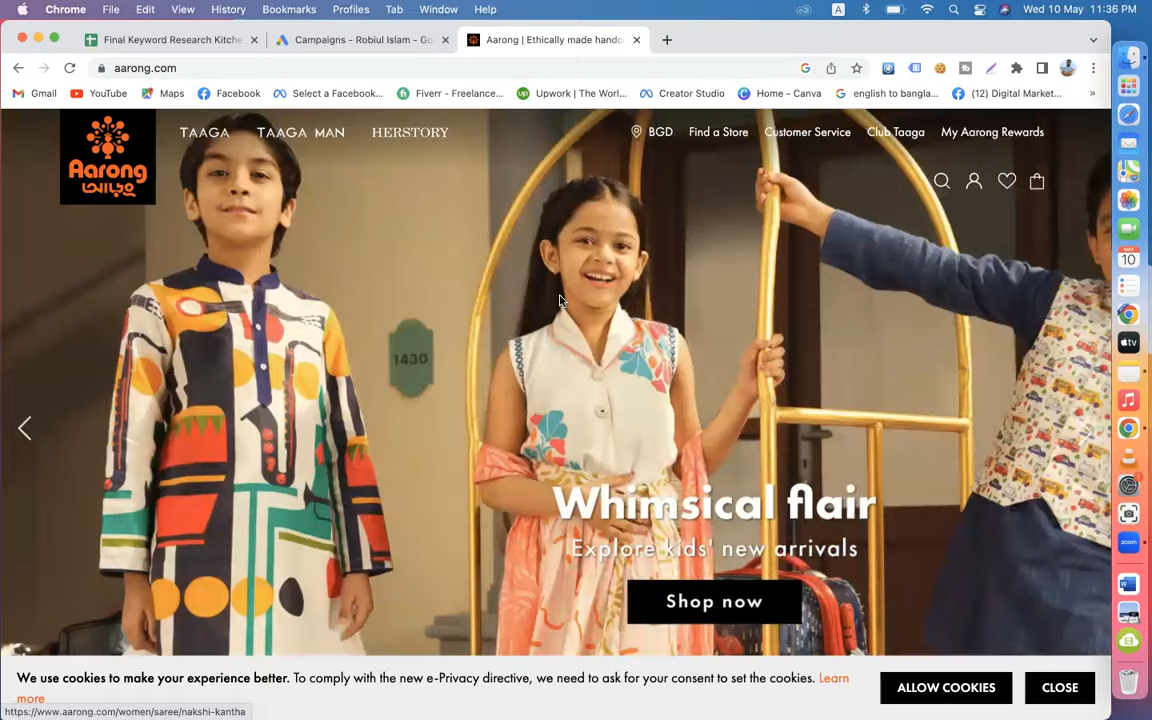 Chrome File Edit View History Bookmarks Profiles Tab Window Help A Wed 10 May 11:36 PM
Final Keyword Research Kitche Campaigns - Robiul Islam - Go Aarong | Ethically made handc
aarong.com
Gmail YouTube Maps Facebook Select a Facebook... Fiverr - Freelance... Upwork | The Worl... Creator Studio Home - Canva english to bangla... (12) Digital Market... »
TAAGA TAAGA MAN HERSTORY BGD Find a Store Customer Service Club Taaga My Aarong Rewards
Aarong
আড়ং
1430
Whimsical flair
Explore kids' new arrivals
Shop now
We use cookies to make your experience better. To comply with the new e-Privacy directive, we need to ask for your consent to set the cookies. Learn
more
ALLOW COOKIES CLOSE
https://www.aarong.com/women/saree/nakshi-kantha
MAY
10
tv
zoom
W